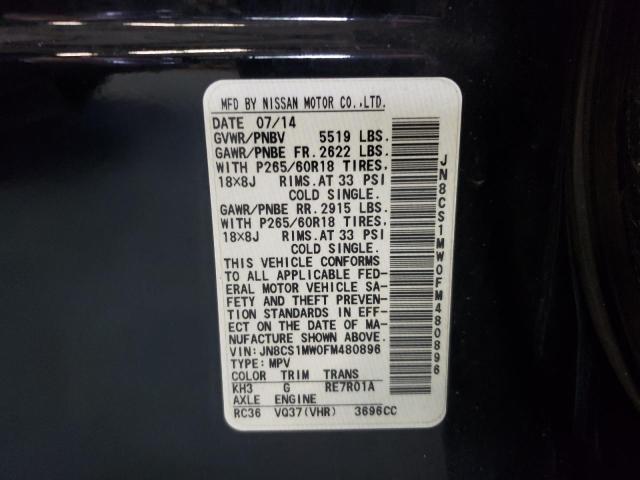 MFD BY NISSAN MOTOR CO.,LTD.
DATE 07/14
GVWR/PNBV 5519 LBS.
GAWR/PNBE FR.2622 LBS.
WITH P265/60R18 TIRES.
18X8J RIMS.AT 33 PSI
COLD SINGLE.
GAWR/PNBE RR.2915 LBS.
WITH P265/60R18 TIRES.
18X8J RIMS.AT 33 PSI
COLD SINGLE.
THIS VEHICLE CONFORMS
TO ALL APPLICABLE FED-
ERAL MOTOR VEHICLE SA-
FETY AND THEFT PREVEN-
TION STANDARDS IN EFF-
ECT ON THE DATE OF MA-
NUFACTURE SHOWN ABOVE.
VIN: JN8CS1MW0FM480896
TYPE: MPV
COLOR TRIM TRANS
KH3 G RE7R01A
AXLE ENGINE
RC36 VQ37(VHR) 3696CC
JN8CS1MW0FM480896